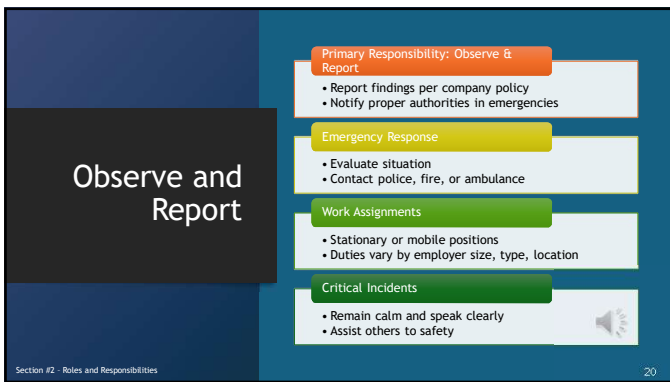 Observe and
Report
Primary Responsibility: Observe &
Report
• Report findings per company policy
• Notify proper authorities in emergencies
Emergency Response
• Evaluate situation
• Contact police, fire, or ambulance
Work Assignments
• Stationary or mobile positions
• Duties vary by employer size, type, location
Critical Incidents
• Remain calm and speak clearly
• Assist others to safety
Section #2 - Roles and Responsibilities
20